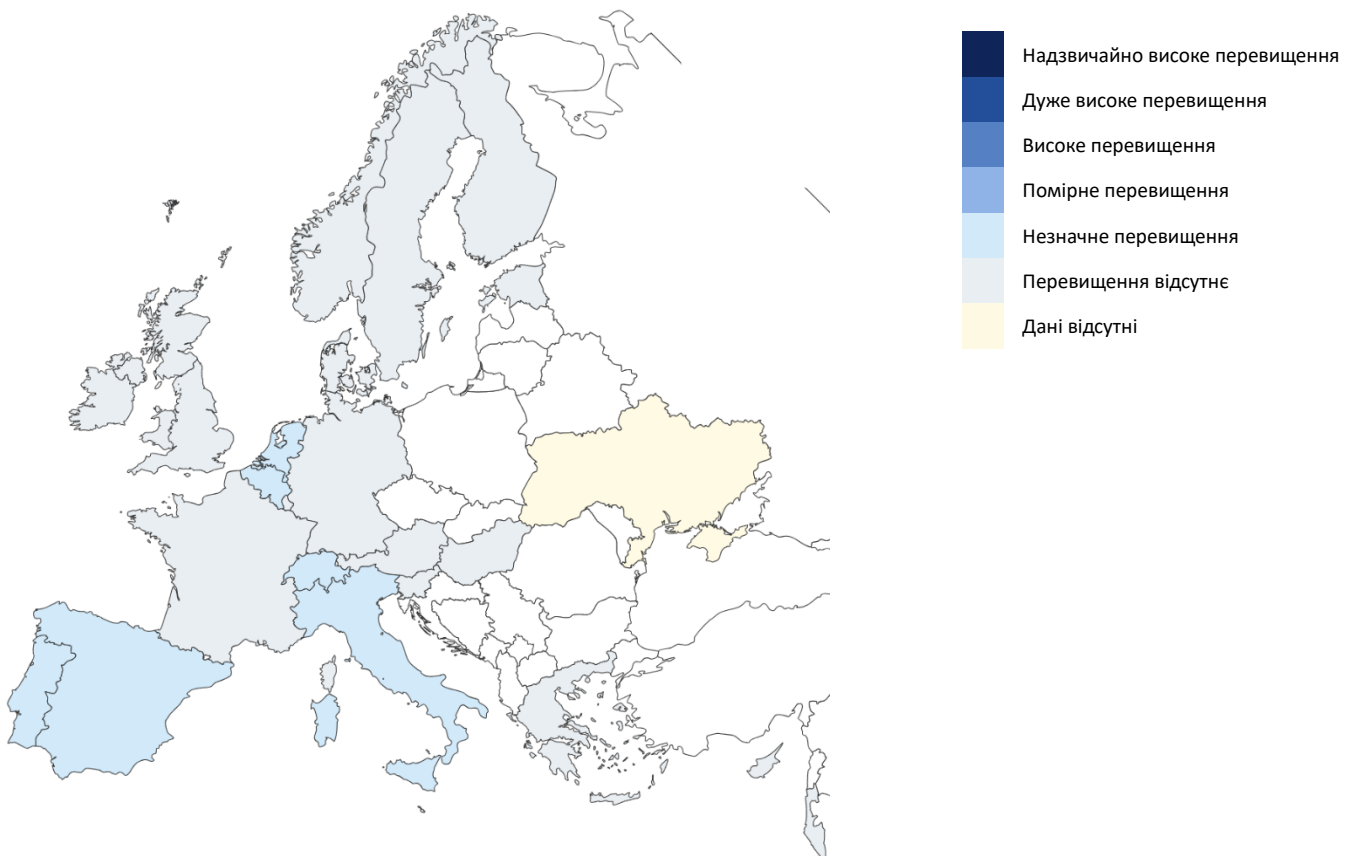 Надзвичайно високе перевищення
Дуже високе перевищення
Високе перевищення
Помірне перевищення
Незначне перевищення
Перевищення відсутнє
Дані відсутні